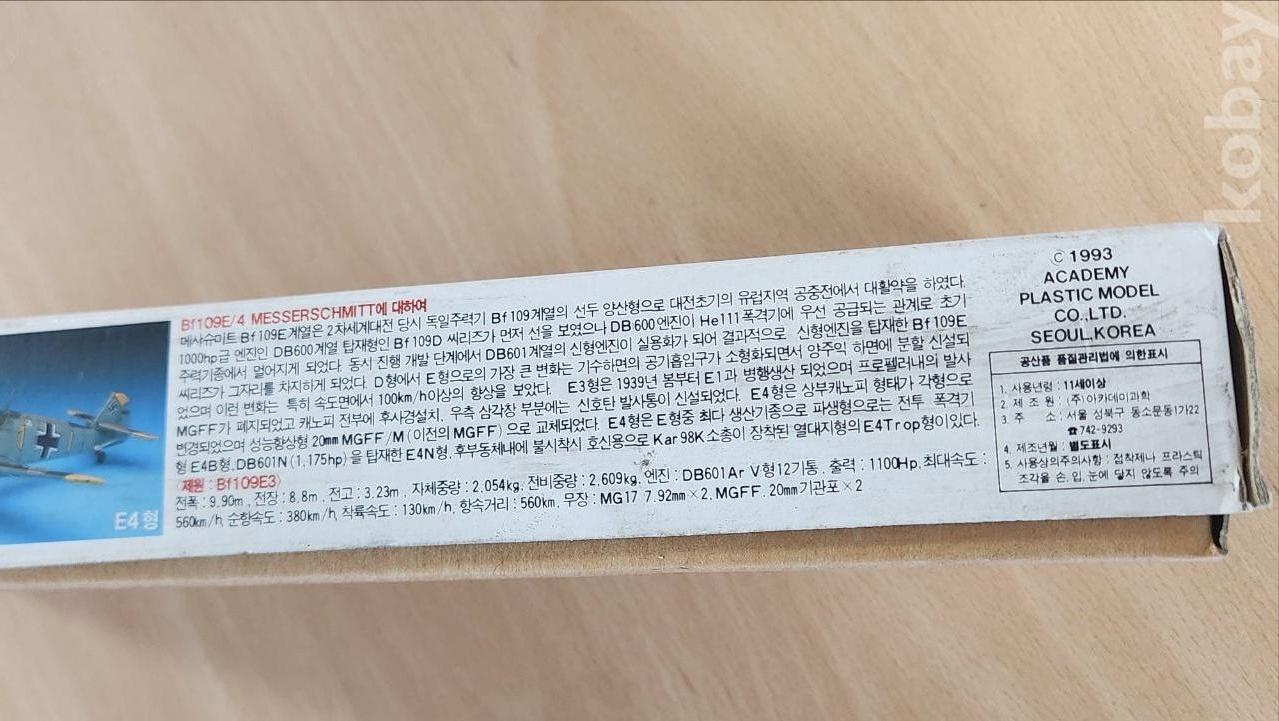 Bf109E/4 MESSERSCHMITT에 대하여
메사슈미트 Bf 109E 계열은 2차세계대전 당시 독일주력기 Bf 109계열의 선두 양산형으로 대전초기의 유럽지역 공중전에서 대활약을 하였다.
1000hp급 엔진인 DB600계열 탑재형인 Bf 109D 씨리즈가 먼저 선을 보였으나 DB 600엔진이 He111폭격기에 우선 공급되는 관계로 초기
주력기종에서 멀어지게 되었다. 동시 진행 개발 단계에서 DB601계열의 신형엔진이 실용화가 되어 결과적으로 신형엔진을 탑재한 Bf 109E
씨리즈가 그자리를 차지하게 되었다. D형에서 E형으로의 가장 큰 변화는 기수하면의 공기흡입구가 소형화되면서 양주익 하면에 분할 신설되
었으며 이런 변화는 특히 속도면에서 100km/h이상의 향상을 보았다. E3형은 1939년 봄부터 E1과 병행생산 되었으며 프로펠러내의 발사
MGFF가 폐지되었고 캐노피 전부에 후사경설치, 우측 삼각창 부분에는 신호탄 발사통이 신설되었다. E4형은 상부캐노피 형태가 각형으로
변경되었으며 성능향상형 20mm MGFF/M (이전의 MGFF) 으로 교체되었다. E4형은 E형중 최다 생산기종으로 파생형으로는 전투 폭격기
형 E4B형, DB601N (1,175hp) 을 탑재한 E4N형, 후부동체내에 불시착시 호신용으로 Kar 98K 소총이 장착된 열대지형의 E4Trop형이 있다.
〈제원 : Bf109E3〉
전폭 : 9.90m , 전장 : 8.8m , 전고 : 3.23m , 자체중량 : 2,054kg, 전비중량 : 2,609kg, 엔진 : DB601Ar V형12기통 , 출력 : 1100Hp, 최대속도 :
560km/h, 순항속도 : 380km/h, 착륙속도 : 130km/h, 항속거리 : 560km, 무장 : MG17 7.92mm×2, MGFF, 20mm기관포×2
E4형
ⓒ 1993
ACADEMY
PLASTIC MODEL
CO.,LTD.
SEOUL,KOREA
공산품 품질관리법에 의한표시
1. 사용년령 : 11세이상
2. 제 조 원 : (주)아카데미과학
3. 주 소 : 서울 성북구 동소문동1가22
☎ 742-9293
4. 제조년월 : 별도표시
5. 사용상의주의사항 : 접착제나 프라스틱
조각을 손, 입, 눈에 닿지 않도록 주의
kobay